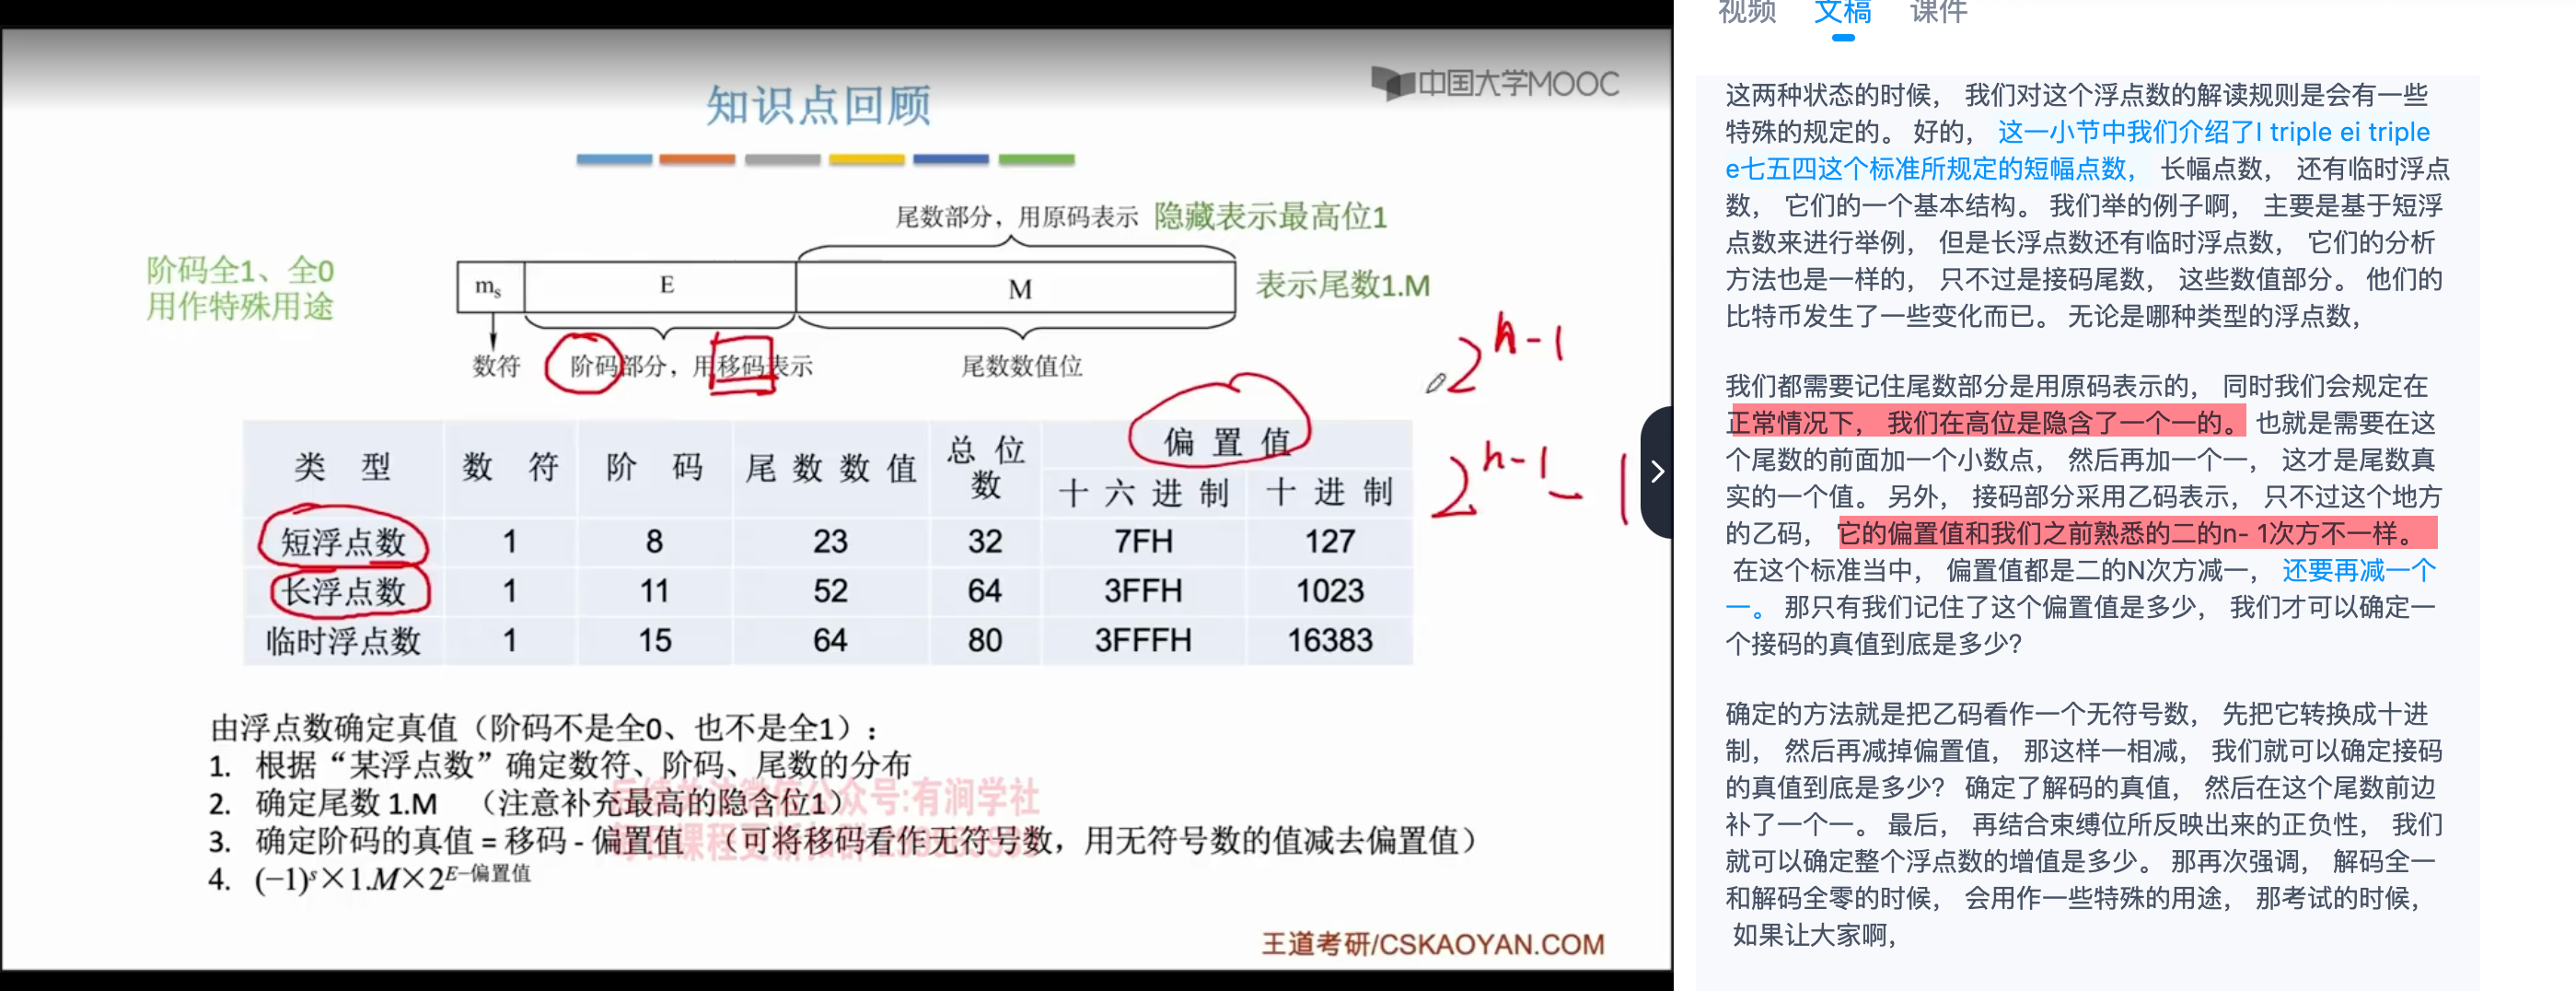 中国大学MOOC
知识点回顾
尾数部分，用原码表示 隐藏表示最高位1
阶码全1、全0
用作特殊用途
ms E M
表示尾数1.M
数符 阶码部分，用移码表示 尾数数值位
2^(n-1)
2^(n-1) - 1
类型 数符 阶码 尾数数值 总位数 偏置值
十六进制 十进制
短浮点数 1 8 23 32 7FH 127
长浮点数 1 11 52 64 3FFH 1023
临时浮点数 1 15 64 80 3FFFH 16383
由浮点数确定真值（阶码不是全0、也不是全1）：
1. 根据“某浮点数”确定数符、阶码、尾数的分布
2. 确定尾数 1.M （注意补充最高的隐含位1）
3. 确定阶码的真值 = 移码 - 偏置值 （可将移码看作无符号数，用无符号数的值减去偏置值）
4. (−1)^s×1.M×2^(E−偏置值)
公众号:有涧学社
王道考研/CSKAOYAN.COM
视频 文稿 课件
这两种状态的时候， 我们对这个浮点数的解读规则是会有一些
特殊的规定的。 好的， 这一小节中我们介绍了I triple ei triple
e七五四这个标准所规定的短幅点数， 长幅点数， 还有临时浮点
数， 它们的一个基本结构。 我们举的例子啊， 主要是基于短浮
点数来进行举例， 但是长浮点数还有临时浮点数， 它们的分析
方法也是一样的， 只不过是接码尾数， 这些数值部分。 他们的
比特币发生了一些变化而已。 无论是哪种类型的浮点数，
我们都需要记住尾数部分是用原码表示的， 同时我们会规定在
正常情况下， 我们在高位是隐含了一个一的。 也就是需要在这
个尾数的前面加一个小数点， 然后再加一个一， 这才是尾数真
实的一个值。 另外， 接码部分采用乙码表示， 只不过这个地方
的乙码， 它的偏置值和我们之前熟悉的二的n- 1次方不一样。
在这个标准当中， 偏置值都是二的N次方减一， 还要再减一个
一。 那只有我们记住了这个偏置值是多少， 我们才可以确定一
个接码的真值到底是多少?
确定的方法就是把乙码看作一个无符号数， 先把它转换成十进
制， 然后再减掉偏置值， 那这样一相减， 我们就可以确定接码
的真值到底是多少? 确定了解码的真值， 然后在这个尾数前边
补了一个一。 最后， 再结合束缚位所反映出来的正负性， 我们
就可以确定整个浮点数的增值是多少。 那再次强调， 解码全一
和解码全零的时候， 会用作一些特殊的用途， 那考试的时候，
如果让大家啊，